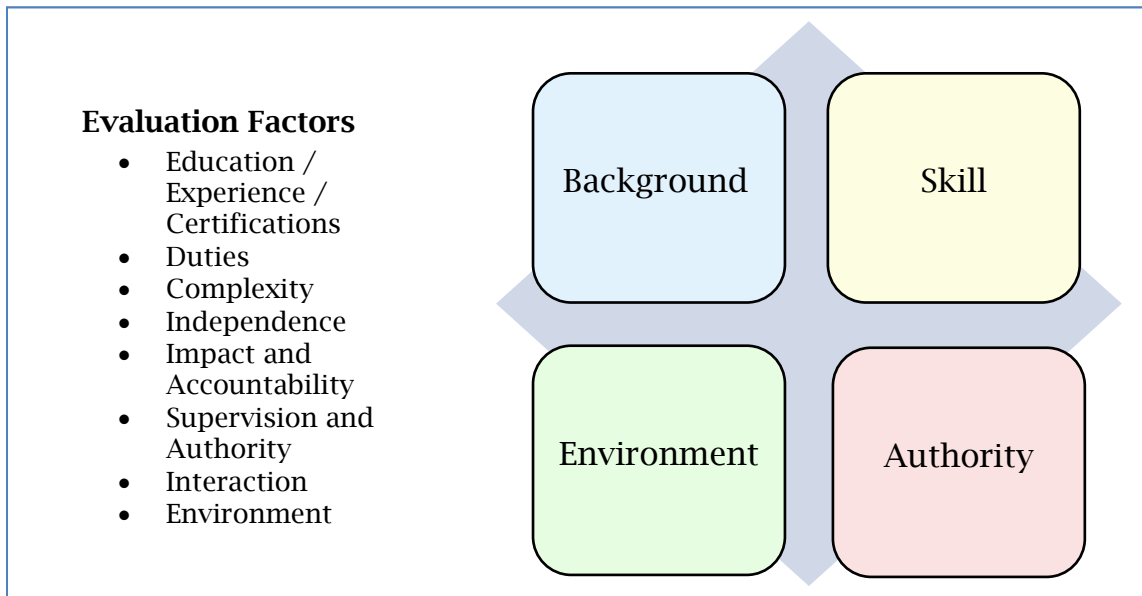 Evaluation Factors
• Education /
Experience /
Certifications
• Duties
• Complexity
• Independence
• Impact and
Accountability
• Supervision and
Authority
• Interaction
• Environment
Background
Skill
Environment
Authority